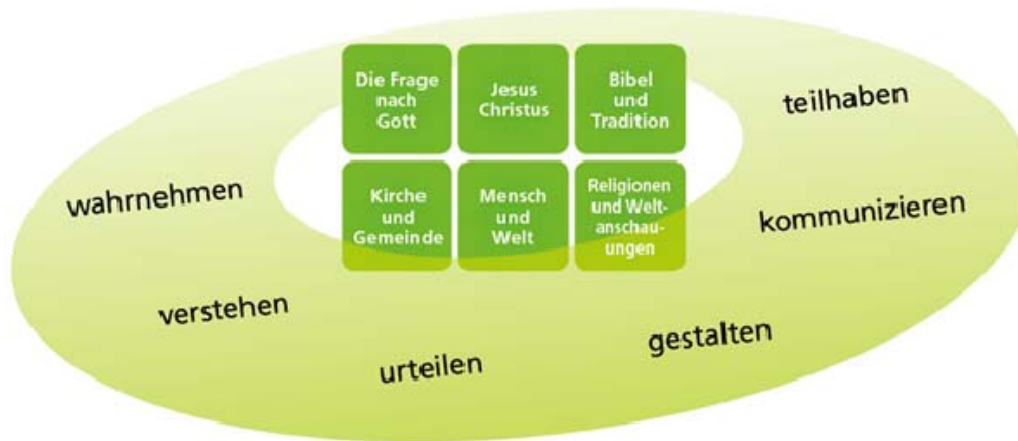 Die Frage
nach
Gott
Jesus
Christus
Bibel
und
Tradition
teilhaben
wahrnehmen
Kirche
und
Gemeinde
Mensch
und
Welt
Religionen
und Welt-
anschau-
ungen
kommunizieren
verstehen
urteilen
gestalten